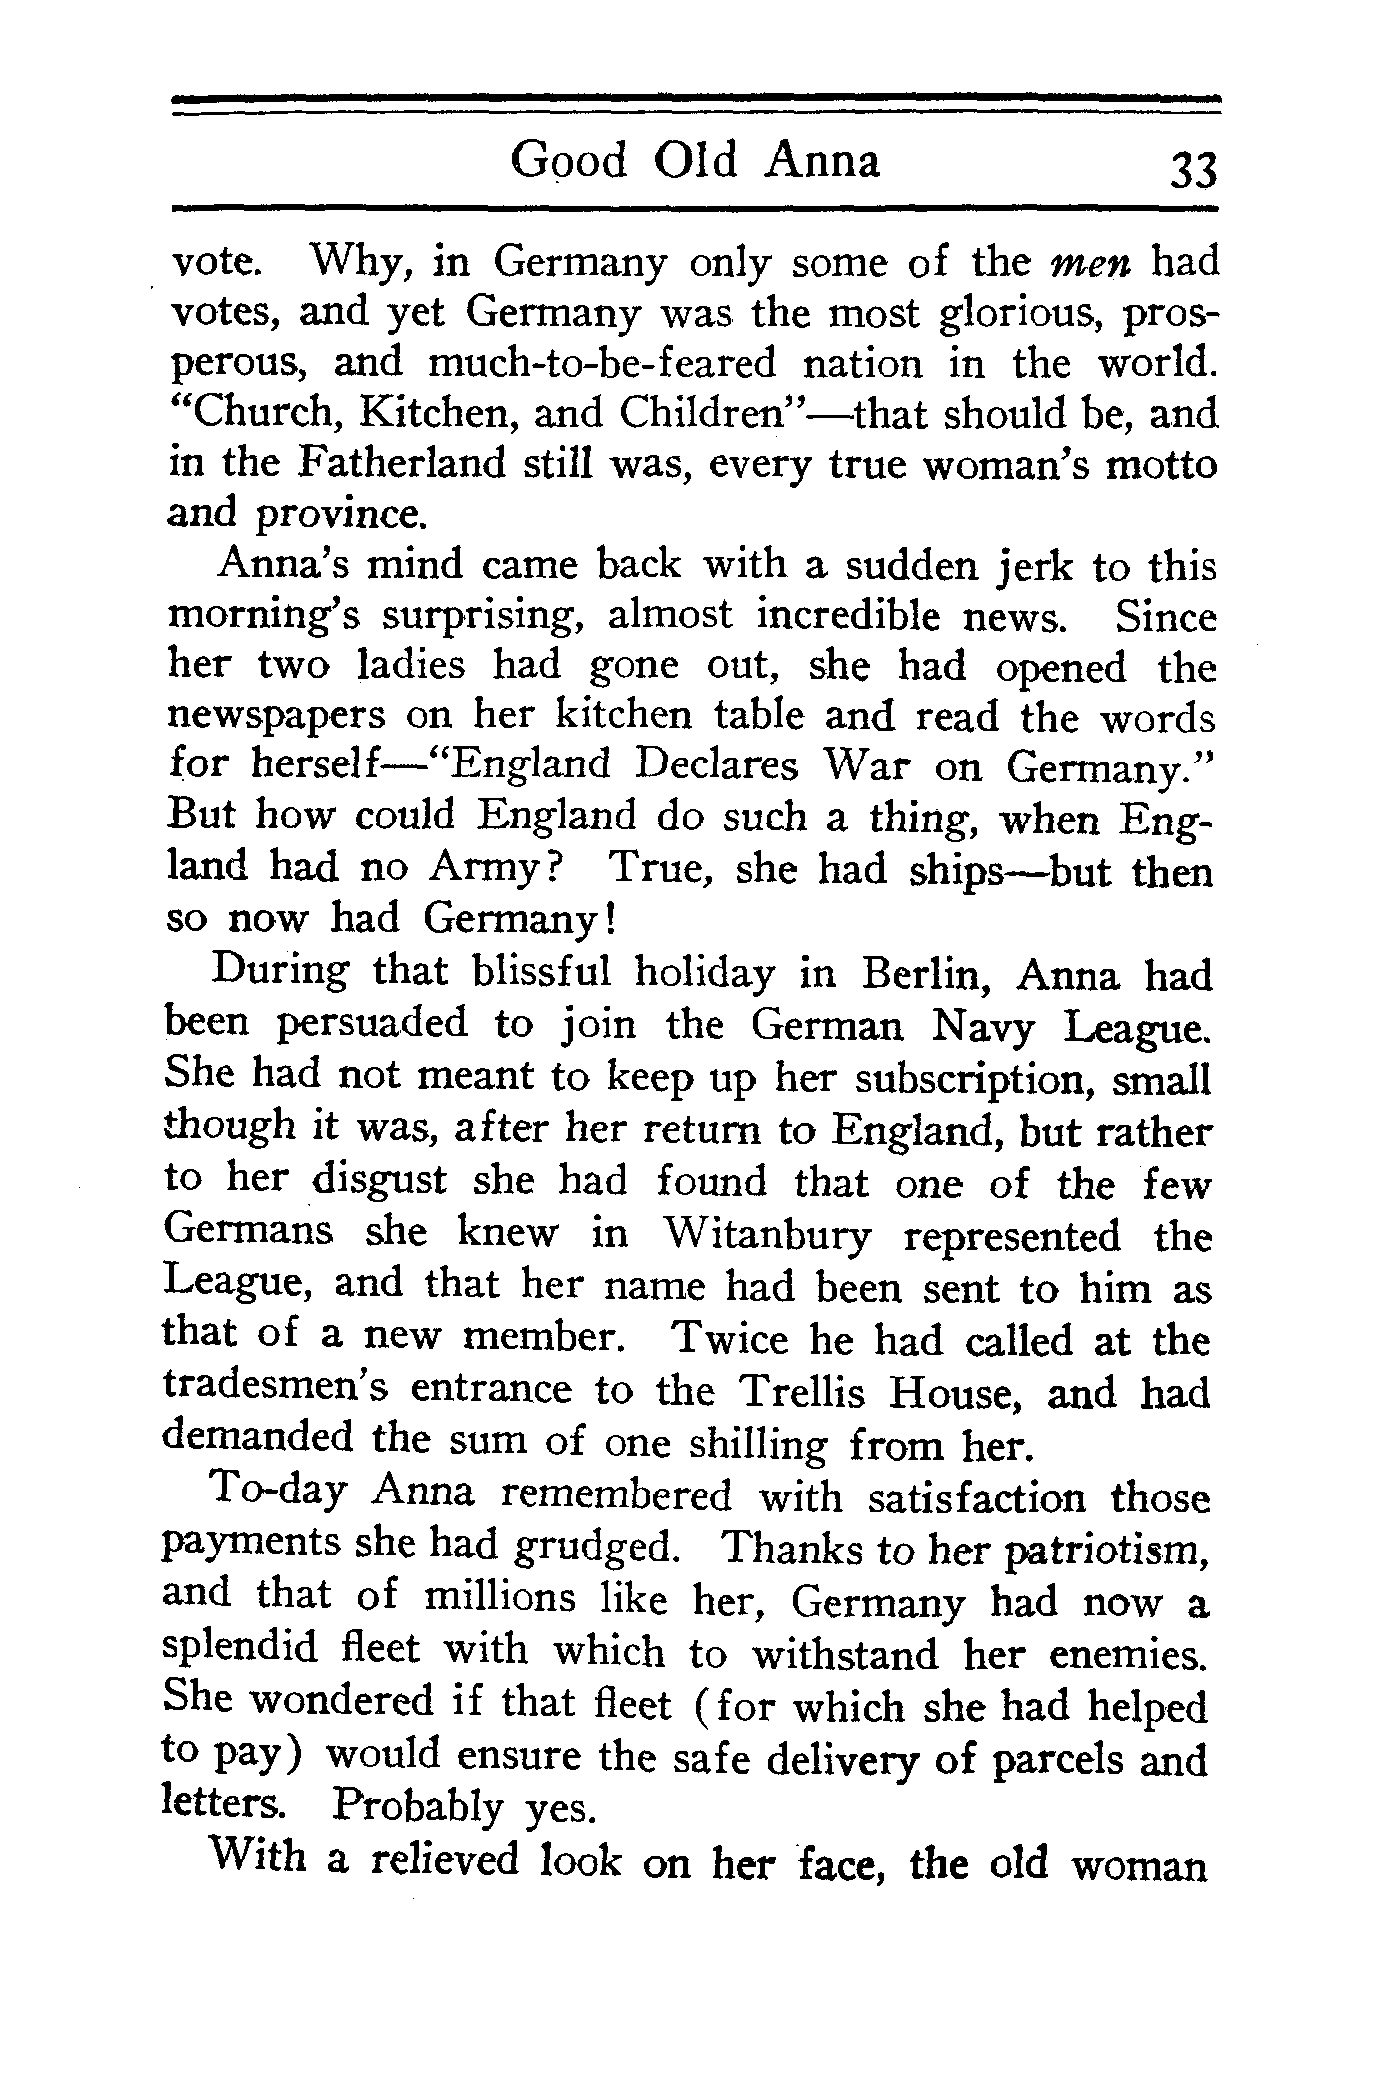 Good Old Anna 33
vote. Why, in Germany only some of the men had
votes, and yet Germany was the most glorious, pros-
perous, and much-to-be-feared nation in the world.
“Church, Kitchen, and Children”—that should be, and
in the Fatherland still was, every true woman’s motto
and province.
Anna’s mind came back with a sudden jerk to this
morning’s surprising, almost incredible news. Since
her two ladies had gone out, she had opened the
newspapers on her kitchen table and read the words
for herself—“England Declares War on Germany.”
But how could England do such a thing, when Eng-
land had no Army? True, she had ships—but then
so now had Germany!
During that blissful holiday in Berlin, Anna had
been persuaded to join the German Navy League.
She had not meant to keep up her subscription, small
though it was, after her return to England, but rather
to her disgust she had found that one of the few
Germans she knew in Witanbury represented the
League, and that her name had been sent to him as
that of a new member. Twice he had called at the
tradesmen’s entrance to the Trellis House, and had
demanded the sum of one shilling from her.
To-day Anna remembered with satisfaction those
payments she had grudged. Thanks to her patriotism,
and that of millions like her, Germany had now a
splendid fleet with which to withstand her enemies.
She wondered if that fleet (for which she had helped
to pay) would ensure the safe delivery of parcels and
letters. Probably yes.
With a relieved look on her face, the old woman